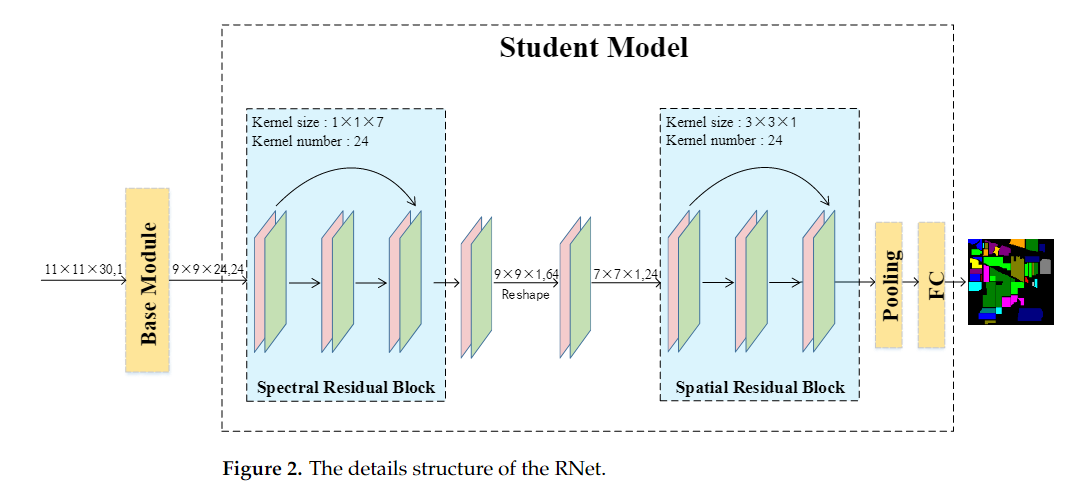 Student Model
Kernel size : 1×1×7
Kernel number : 24
Kernel size : 3×3×1
Kernel number : 24
11×11×30,1
Base Module
9×9×24,24
9×9×1,64
Reshape
7×7×1,24
Pooling
FC
Spectral Residual Block
Spatial Residual Block
Figure 2. The details structure of the RNet.